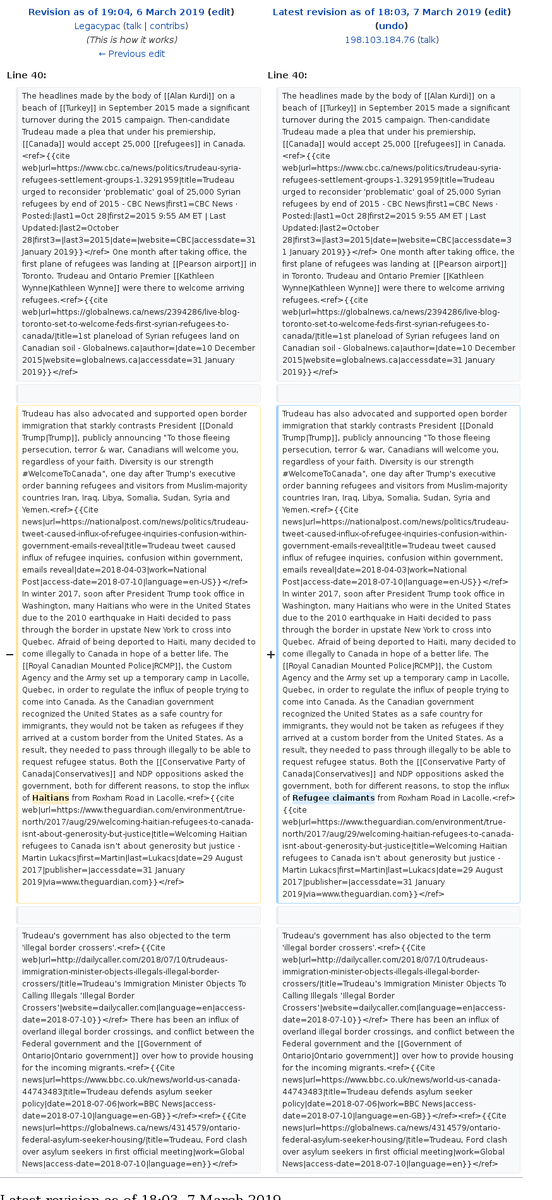 Revision as of 19:04, 6 March 2019 (edit)
Legacypac (talk | contribs)
(This is how it works)
← Previous edit
Latest revision as of 18:03, 7 March 2019 (edit)
(undo)
198.103.184.76 (talk)
Line 40:
The headlines made by the body of [[Alan Kurdi]] on a
beach of [[Turkey]] in September 2015 made a significant
turnover during the 2015 campaign. Then-candidate
Trudeau made a plea that under his premiership,
[[Canada]] would accept 25,000 [[refugees]] in Canada.
<ref>{{cite
web|url=https://www.cbc.ca/news/politics/trudeau-syria-
refugees-settlement-groups-1.3291959|title=Trudeau
urged to reconsider 'problematic' goal of 25,000 Syrian
refugees by end of 2015 - CBC News|first1=CBC News ·
Posted:|last1=Oct 28|first2=2015 9:55 AM ET | Last
Updated:|last2=October
28|first3=|last3=2015|date=|website=CBC|accessdate=31
January 2019}}</ref> One month after taking office, the
first plane of refugees was landing at [[Pearson airport]] in
Toronto. Trudeau and Ontario Premier [[Kathleen
Wynne|Kathleen Wynne]] were there to welcome arriving
refugees.<ref>{{cite
web|url=https://globalnews.ca/news/2394286/live-blog-
toronto-set-to-welcome-feds-first-syrian-refugees-to-
canada/|title=1st planeload of Syrian refugees land on
Canadian soil - Globalnews.ca|author=|date=10 December
2015|website=globalnews.ca|accessdate=31 January
2019}}</ref>
Trudeau has also advocated and supported open border
immigration that starkly contrasts President [[Donald
Trump|Trump]], publicly announcing "To those fleeing
persecution, terror & war, Canadians will welcome you,
regardless of your faith. Diversity is our strength
#WelcomeToCanada", one day after Trump's executive
order banning refugees and visitors from Muslim-majority
countries Iran, Iraq, Libya, Somalia, Sudan, Syria and
Yemen.<ref>{{Cite
news|url=https://nationalpost.com/news/politics/trudeau-
tweet-caused-influx-of-refugee-inquiries-confusion-within-
government-emails-reveal|title=Trudeau tweet caused
influx of refugee inquiries, confusion within government,
emails reveal|date=2018-04-03|work=National
Post|access-date=2018-07-10|language=en-US}}</ref>
In winter 2017, soon after President Trump took office in
Washington, many Haitians who were in the United States
due to the 2010 earthquake in Haiti decided to pass
through the border in upstate New York to cross into
Quebec. Afraid of being deported to Haiti, many decided to
− come illegally to Canada in hope of a better life. The
[[Royal Canadian Mounted Police|RCMP]], the Custom
Agency and the Army set up a temporary camp in Lacolle,
Quebec, in order to regulate the influx of people trying to
come into Canada. As the Canadian government
recognized the United States as a safe country for
immigrants, they would not be taken as refugees if they
arrived at a custom border from the United States. As a
result, they needed to pass through illegally to be able to
request refugee status. Both the [[Conservative Party of
Canada|Conservatives]] and NDP oppositions asked the
government, both for different reasons, to stop the influx
of Haitians from Roxham Road in Lacolle.<ref>{{Cite
web|url=https://www.theguardian.com/environment/true-
north/2017/aug/29/welcoming-haitian-refugees-to-canada-
isnt-about-generosity-but-justice|title=Welcoming Haitian
refugees to Canada isn't about generosity but justice -
Martin Lukacs|first=Martin|last=Lukacs|date=29 August
2017|publisher=|accessdate=31 January
2019|via=www.theguardian.com}}</ref>
Trudeau's government has also objected to the term
'illegal border crossers'.<ref>{{Cite
web|url=http://dailycaller.com/2018/07/10/trudeaus-
immigration-minister-objects-illegals-illegal-border-
crossers/|title=Trudeau's Immigration Minister Objects To
Calling Illegals 'Illegal Border
Crosers'|website=dailycaller.com|language=en|access-
date=2018-07-10}}</ref> There has been an influx of
overland illegal border crossings, and conflict between the
Federal government and the [[Government of
Ontario|Ontario government]] over how to provide housing
for the incoming migrants.<ref>{{Cite
news|url=https://www.bbc.co.uk/news/world-us-canada-
44743483|title=Trudeau defends asylum seeker
policy|date=2018-07-06|work=BBC News|access-
date=2018-07-10|language=en-GB}}</ref><ref>{{Cite
news|url=https://globalnews.ca/news/4314579/ontario-
federal-asylum-seeker-housing/|title=Trudeau, Ford clash
over asylum seekers in first official meeting|work=Global
News|access-date=2018-07-10|language=en}}</ref>
Line 40:
The headlines made by the body of [[Alan Kurdi]] on a
beach of [[Turkey]] in September 2015 made a significant
turnover during the 2015 campaign. Then-candidate
Trudeau made a plea that under his premiership,
[[Canada]] would accept 25,000 [[refugees]] in Canada.
<ref>{{cite
web|url=https://www.cbc.ca/news/politics/trudeau-syria-
refugees-settlement-groups-1.3291959|title=Trudeau
urged to reconsider 'problematic' goal of 25,000 Syrian
refugees by end of 2015 - CBC News|first1=CBC News ·
Posted:|last1=Oct 28|first2=2015 9:55 AM ET | Last
Updated:|last2=October
28|first3=|last3=2015|date=|website=CBC|accessdate=3
1 January 2019}}</ref> One month after taking office, the
first plane of refugees was landing at [[Pearson airport]]
in Toronto. Trudeau and Ontario Premier [[Kathleen
Wynne|Kathleen Wynne]] were there to welcome arriving
refugees.<ref>{{cite
web|url=https://globalnews.ca/news/2394286/live-blog-
toronto-set-to-welcome-feds-first-syrian-refugees-to-
canada/|title=1st planeload of Syrian refugees land on
Canadian soil - Globalnews.ca|author=|date=10 December
2015|website=globalnews.ca|accessdate=31 January
2019}}</ref>
Trudeau has also advocated and supported open border
immigration that starkly contrasts President [[Donald
Trump|Trump]], publicly announcing "To those fleeing
persecution, terror & war, Canadians will welcome you,
regardless of your faith. Diversity is our strength
#WelcomeToCanada", one day after Trump's executive
order banning refugees and visitors from Muslim-majority
countries Iran, Iraq, Libya, Somalia, Sudan, Syria and
Yemen.<ref>{{Cite
news|url=https://nationalpost.com/news/politics/trudeau-
tweet-caused-influx-of-refugee-inquiries-confusion-within-
government-emails-reveal|title=Trudeau tweet caused
influx of refugee inquiries, confusion within government,
emails reveal|date=2018-04-03|work=National
Post|access-date=2018-07-10|language=en-US}}</ref>
In winter 2017, soon after President Trump took office in
Washington, many Haitians who were in the United States
due to the 2010 earthquake in Haiti decided to pass
through the border in upstate New York to cross into
Quebec. Afraid of being deported to Haiti, many decided to
+ come illegally to Canada in hope of a better life. The
[[Royal Canadian Mounted Police|RCMP]], the Custom
Agency and the Army set up a temporary camp in Lacolle,
Quebec, in order to regulate the influx of people trying to
come into Canada. As the Canadian government
recognized the United States as a safe country for
immigrants, they would not be taken as refugees if they
arrived at a custom border from the United States. As a
result, they needed to pass through illegally to be able to
request refugee status. Both the [[Conservative Party of
Canada|Conservatives]] and NDP oppositions asked the
government, both for different reasons, to stop the influx
of Refugee claimants from Roxham Road in Lacolle.<ref>
{{Cite
web|url=https://www.theguardian.com/environment/true-
north/2017/aug/29/welcoming-haitian-refugees-to-canada-
isnt-about-generosity-but-justice|title=Welcoming Haitian
refugees to Canada isn't about generosity but justice -
Martin Lukacs|first=Martin|last=Lukacs|date=29 August
2017|publisher=|accessdate=31 January
2019|via=www.theguardian.com}}</ref>
Trudeau's government has also objected to the term
'illegal border crossers'.<ref>{{Cite
web|url=http://dailycaller.com/2018/07/10/trudeaus-
immigration-minister-objects-illegals-illegal-border-
crossers/|title=Trudeau's Immigration Minister Objects To
Calling Illegals 'Illegal Border
Crosers'|website=dailycaller.com|language=en|access-
date=2018-07-10}}</ref> There has been an influx of
overland illegal border crossings, and conflict between the
Federal government and the [[Government of
Ontario|Ontario government]] over how to provide housing
for the incoming migrants.<ref>{{Cite
news|url=https://www.bbc.co.uk/news/world-us-canada-
44743483|title=Trudeau defends asylum seeker
policy|date=2018-07-06|work=BBC News|access-
date=2018-07-10|language=en-GB}}</ref><ref>{{Cite
news|url=https://globalnews.ca/news/4314579/ontario-
federal-asylum-seeker-housing/|title=Trudeau, Ford clash
over asylum seekers in first official meeting|work=Global
News|access-date=2018-07-10|language=en}}</ref>
Latest revision as of 18:03, 7 March 2019